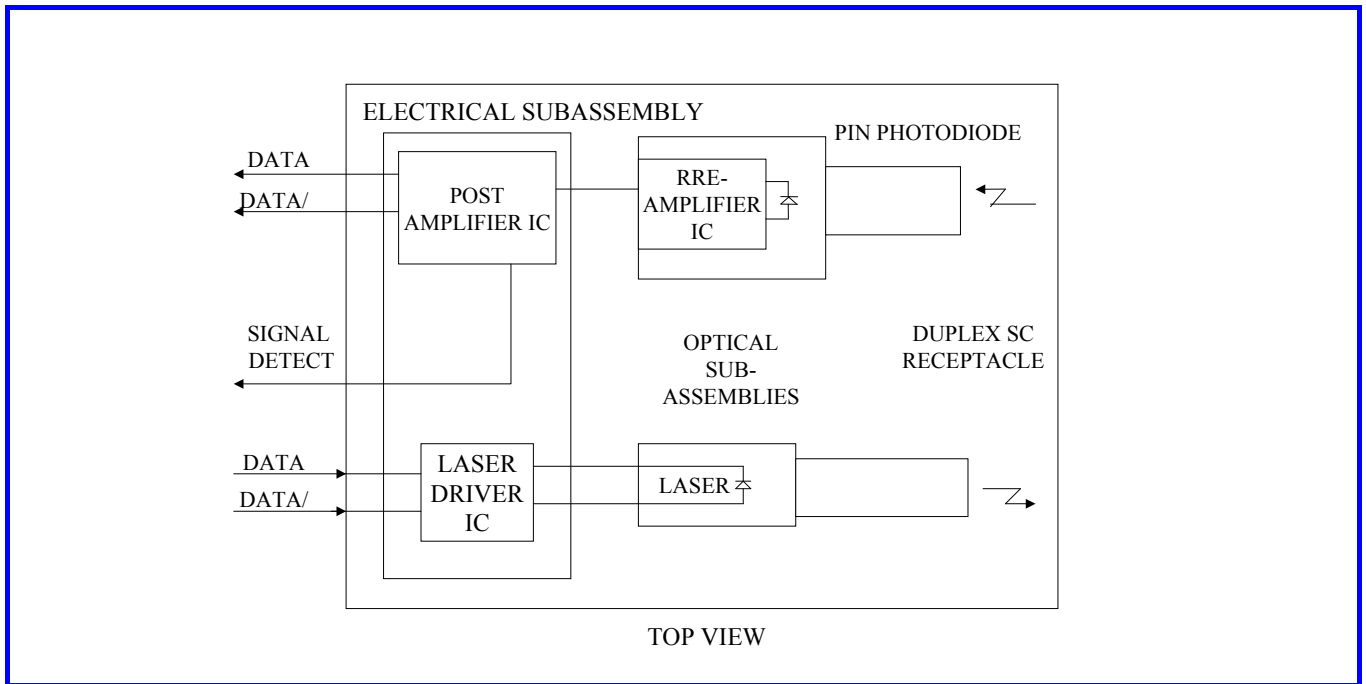 ELECTRICAL SUBASSEMBLY
PIN PHOTODIODE
DATA
DATA/
POST
AMPLIFIER IC
RRE-
AMPLIFIER
IC
SIGNAL
DETECT
OPTICAL
SUB-
ASSEMBLIES
DUPLEX SC
RECEPTACLE
DATA
DATA/
LASER
DRIVER
IC
LASER
TOP VIEW